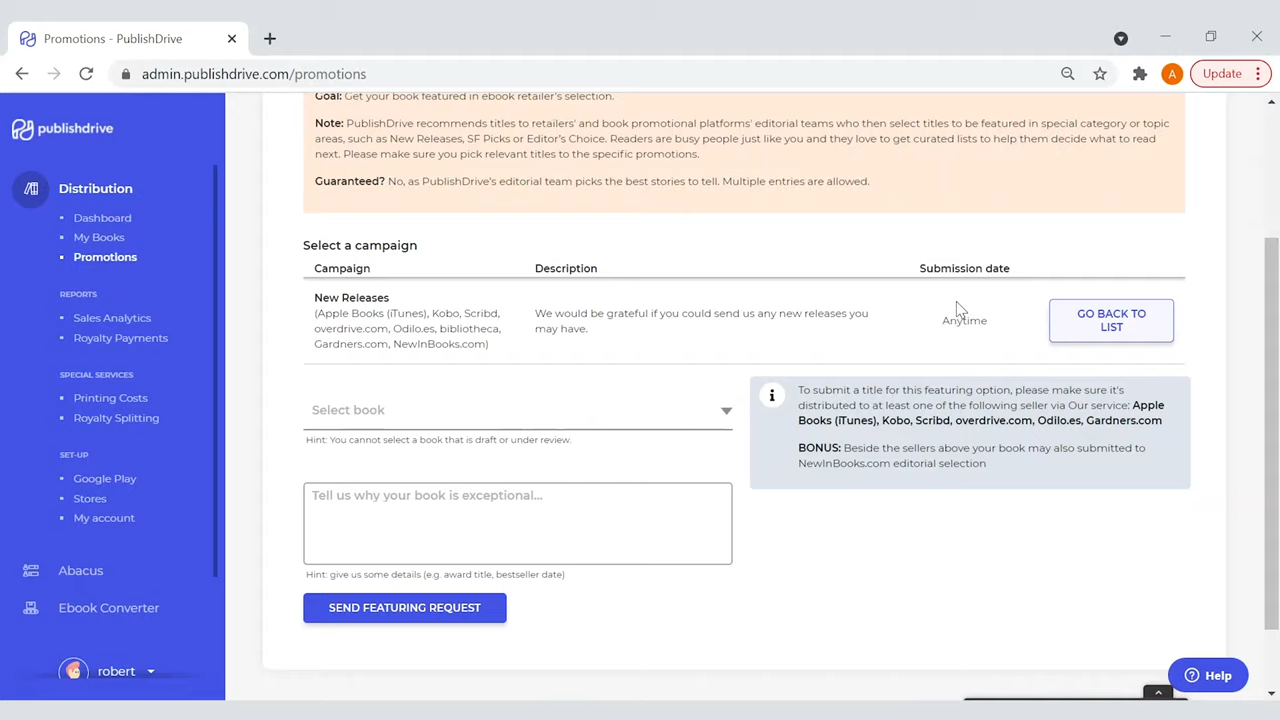 Promotions - PublishDrive
admin.publishdrive.com/promotions
A
Update
publishdrive
Distribution
Dashboard
My Books
Promotions
REPORTS
Sales Analytics
Royalty Payments
SPECIAL SERVICES
Printing Costs
Royalty Splitting
SET-UP
Google Play
Stores
My account
Abacus
Ebook Converter
robert
Goal: Get your book featured in ebook retailer's selection.
Note: PublishDrive recommends titles to retailers' and book promotional platforms' editorial teams who then select titles to be featured in special category or topic
areas, such as New Releases, SF Picks or Editor's Choice. Readers are busy people just like you and they love to get curated lists to help them decide what to read
next. Please make sure you pick relevant titles to the specific promotions.
Guaranteed? No, as PublishDrive's editorial team picks the best stories to tell. Multiple entries are allowed.
Select a campaign
Campaign Description Submission date
New Releases
(Apple Books (iTunes), Kobo, Scribd,
overdrive.com, Odilo.es, bibliotheca,
Gardners.com, NewInBooks.com)
We would be grateful if you could send us any new releases you
may have.
Anytime
GO BACK TO
LIST
Select book
Hint: You cannot select a book that is draft or under review.
To submit a title for this featuring option, please make sure it's
distributed to at least one of the following seller via Our service: Apple
Books (iTunes), Kobo, Scribd, overdrive.com, Odilo.es, Gardners.com
BONUS: Beside the sellers above your book may also submitted to
NewInBooks.com editorial selection
Tell us why your book is exceptional...
Hint: give us some details (e.g. award title, bestseller date)
SEND FEATURING REQUEST
Help